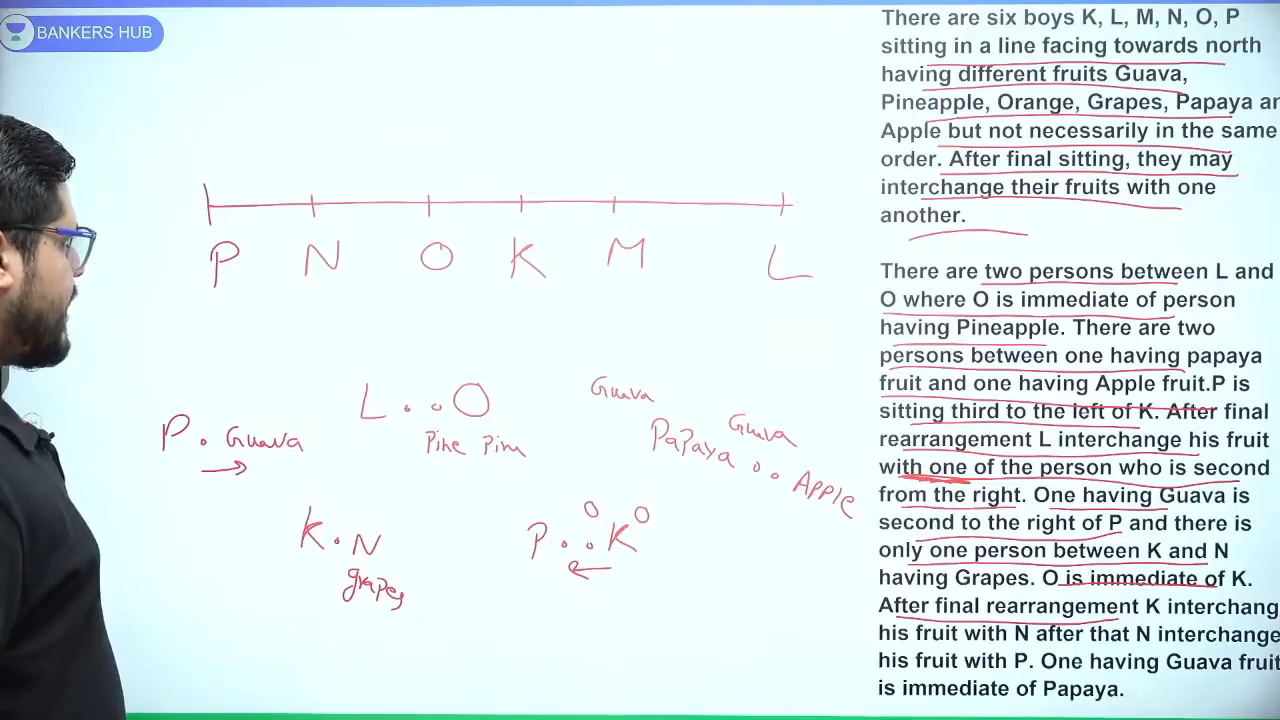 BANKERS HUB
There are six boys K, L, M, N, O, P
sitting in a line facing towards north
having different fruits Guava,
Pineapple, Orange, Grapes, Papaya an
Apple but not necessarily in the same
order. After final sitting, they may
interchange their fruits with one
another.
There are two persons between L and
O where O is immediate of person
having Pineapple. There are two
persons between one having papaya
fruit and one having Apple fruit.P is
sitting third to the left of K. After final
rearrangement L interchange his fruit
with one of the person who is second
from the right. One having Guava is
second to the right of P and there is
only one person between K and N
having Grapes. O is immediate of K.
After final rearrangement K interchang
his fruit with N after that N interchange
his fruit with P. One having Guava fruit
is immediate of Papaya.
P N O K M L
L . . O
Pine Pine
P . Guava
Guava
Guava
Papaya . . Apple
K . N
grapes
O O
P . . K